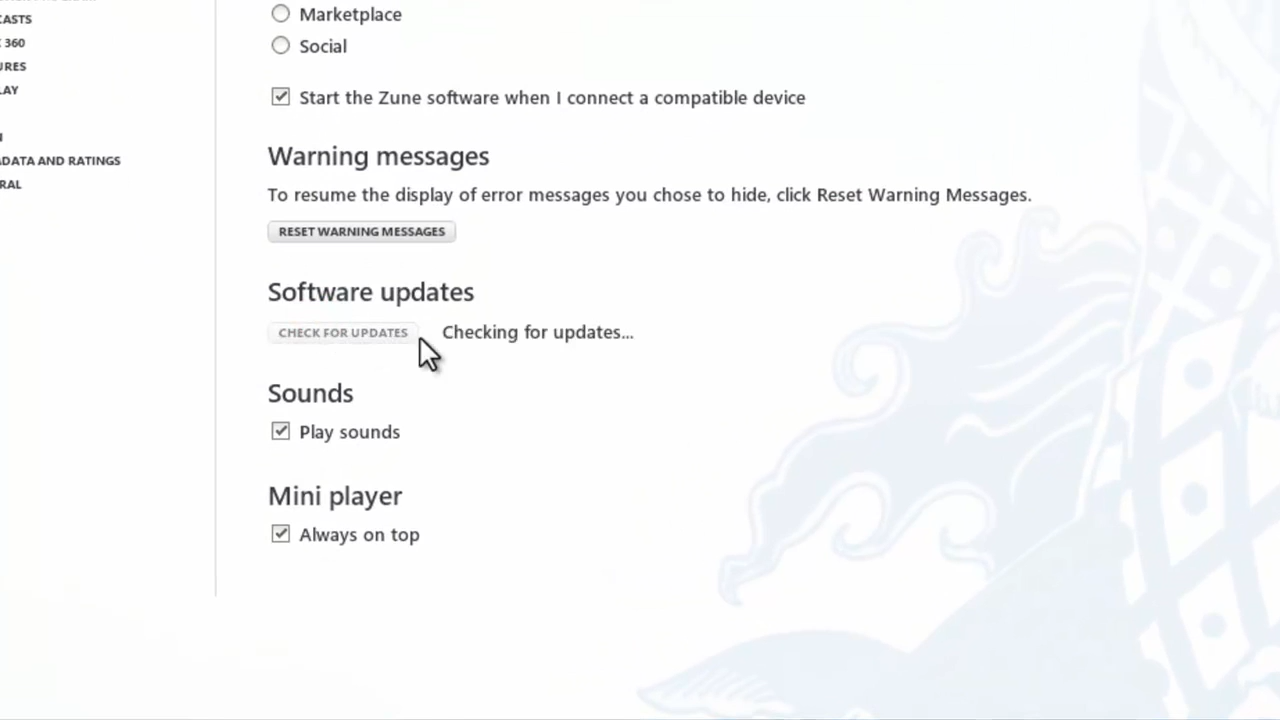 CASTS
360
URES
LAY
ADATA AND RATINGS
RAL
Marketplace
Social
Start the Zune software when I connect a compatible device
Warning messages
To resume the display of error messages you chose to hide, click Reset Warning Messages.
RESET WARNING MESSAGES
Software updates
CHECK FOR UPDATES
Checking for updates...
Sounds
Play sounds
Mini player
Always on top